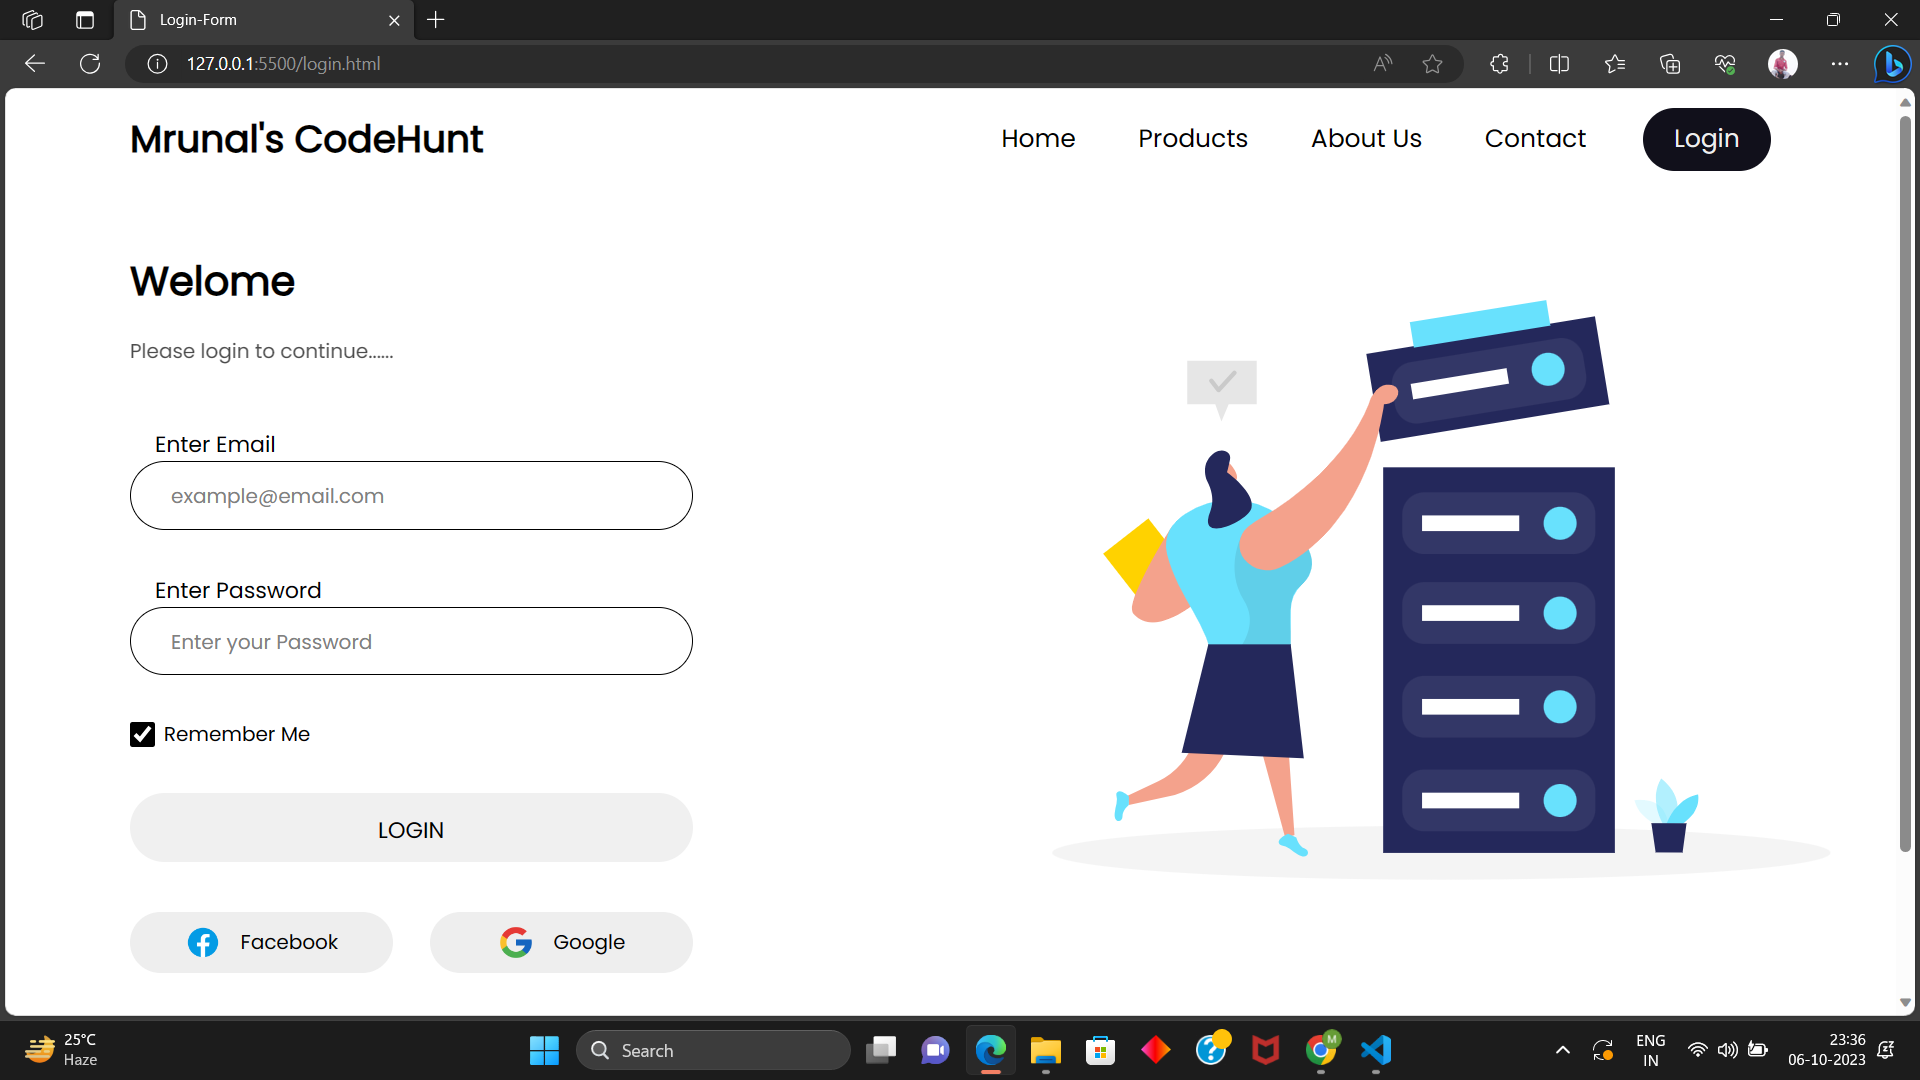 Login-Form
127.0.0.1:5500/login.html
Mrunal's CodeHunt
Home Products About Us Contact Login
Welome
Please login to continue......
Enter Email
example@email.com
Enter Password
Enter your Password
Remember Me
LOGIN
Facebook Google
25°C
Haze
Search
M
ENG
IN
23:36
06-10-2023